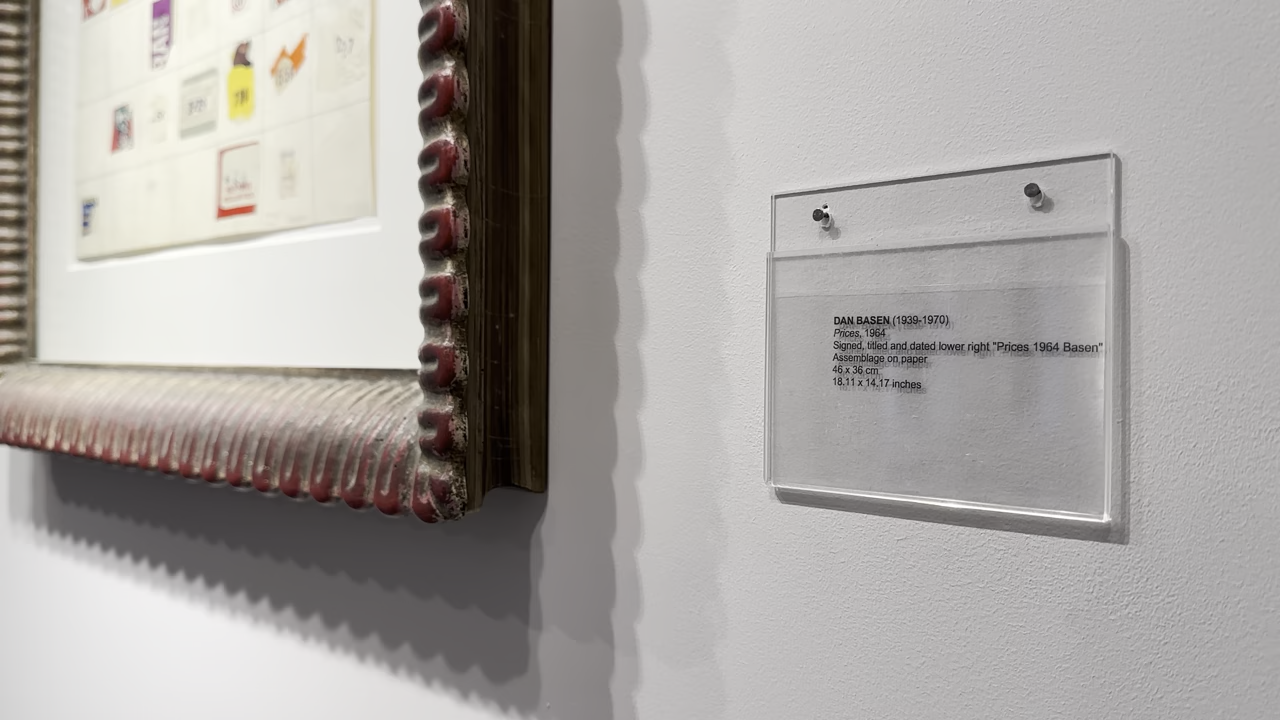 DAN BASEN (1939-1970)
Prices, 1964
Signed, titled and dated lower right "Prices 1964 Basen"
Assemblage on paper
46 x 36 cm
18.11 x 14.17 inches